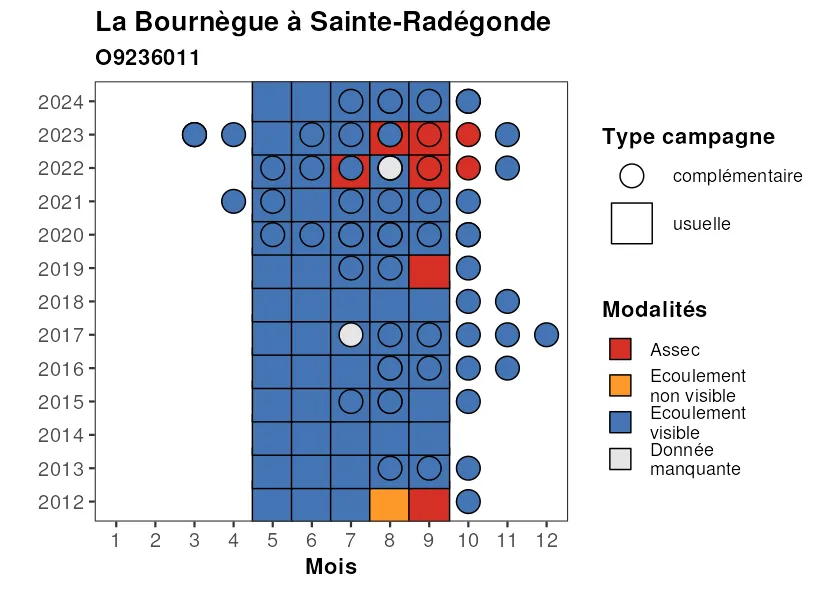 La Bournègue à Sainte-Radégonde
O9236011
2024
2023
2022
2021
2020
2019
2018
2017
2016
2015
2014
2013
2012
1 2 3 4 5 6 7 8 9 10 11 12
Mois
Type campagne
complémentaire
usuelle
Modalités
Assec
Ecoulement
non visible
Ecoulement
visible
Donnée
manquante